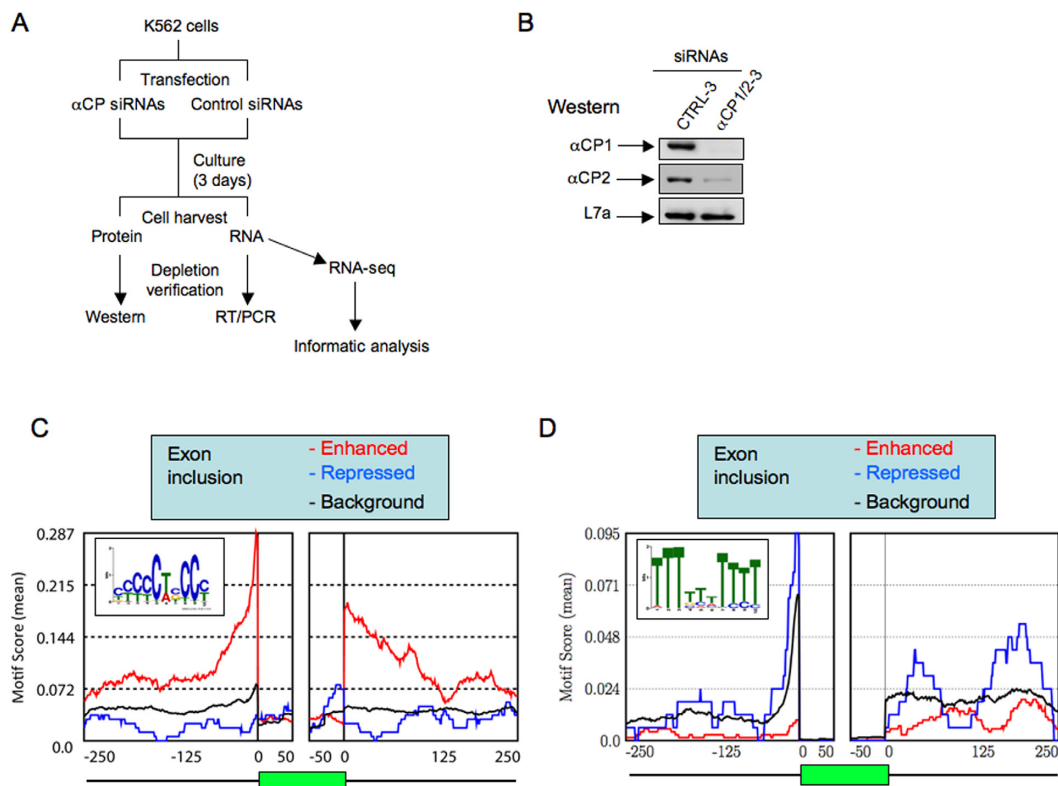 A
K562 cells
Transfection
αCP siRNAs Control siRNAs
Culture
(3 days)
Cell harvest
Protein RNA
RNA-seq
Depletion
verification
Western RT/PCR
Informatic analysis
B
siRNAs
Western
CTRL-3
αCP1/2-3
αCP1
αCP2
L7a
C
Exon
inclusion
- Enhanced
- Repressed
- Background
Motif Score (mean)
0.287
0.215
0.144
0.072
0.0
-250 -125 0 50 -50 0 125 250
D
Exon
inclusion
- Enhanced
- Repressed
- Background
Motif Score (mean)
0.095
0.071
0.048
0.024
0.0
-250 -125 0 50 -50 0 125 250